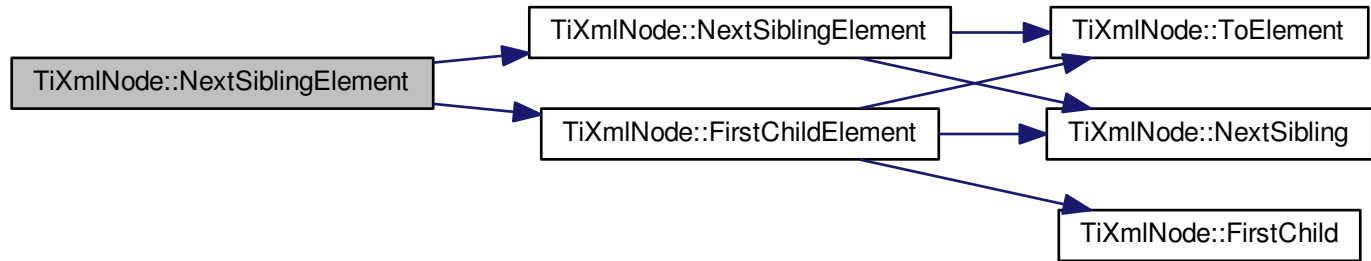 TiXmlNode::NextSiblingElement
TiXmlNode::NextSiblingElement
TiXmlNode::FirstChildElement
TiXmlNode::ToElement
TiXmlNode::NextSibling
TiXmlNode::FirstChild